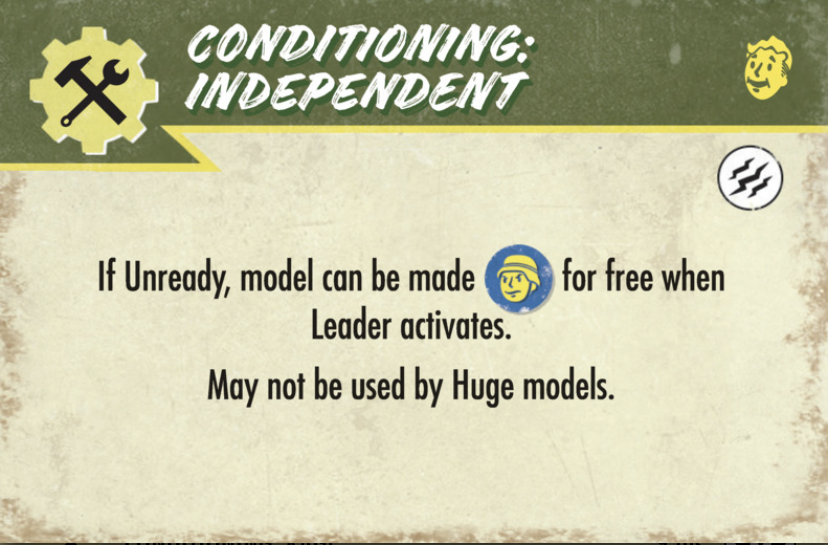 CONDITIONING:
INDEPENDENT
If Unready, model can be made for free when
Leader activates.
May not be used by Huge models.